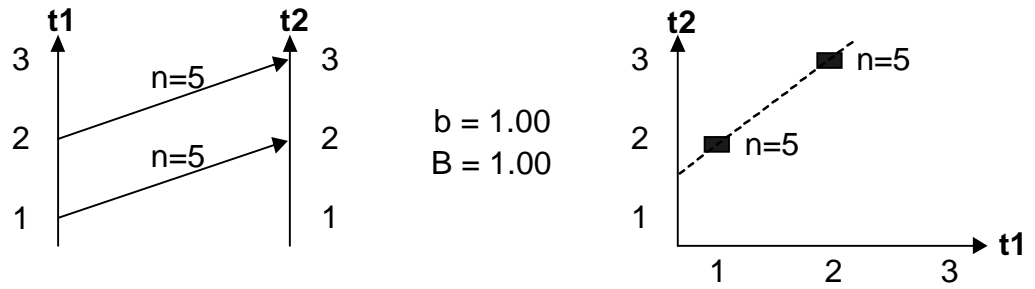 t1 t2
3 3
n=5
2 2
n=5
1 1
b = 1.00
B = 1.00
t2
3 n=5
2 n=5
1
t1
1 2 3